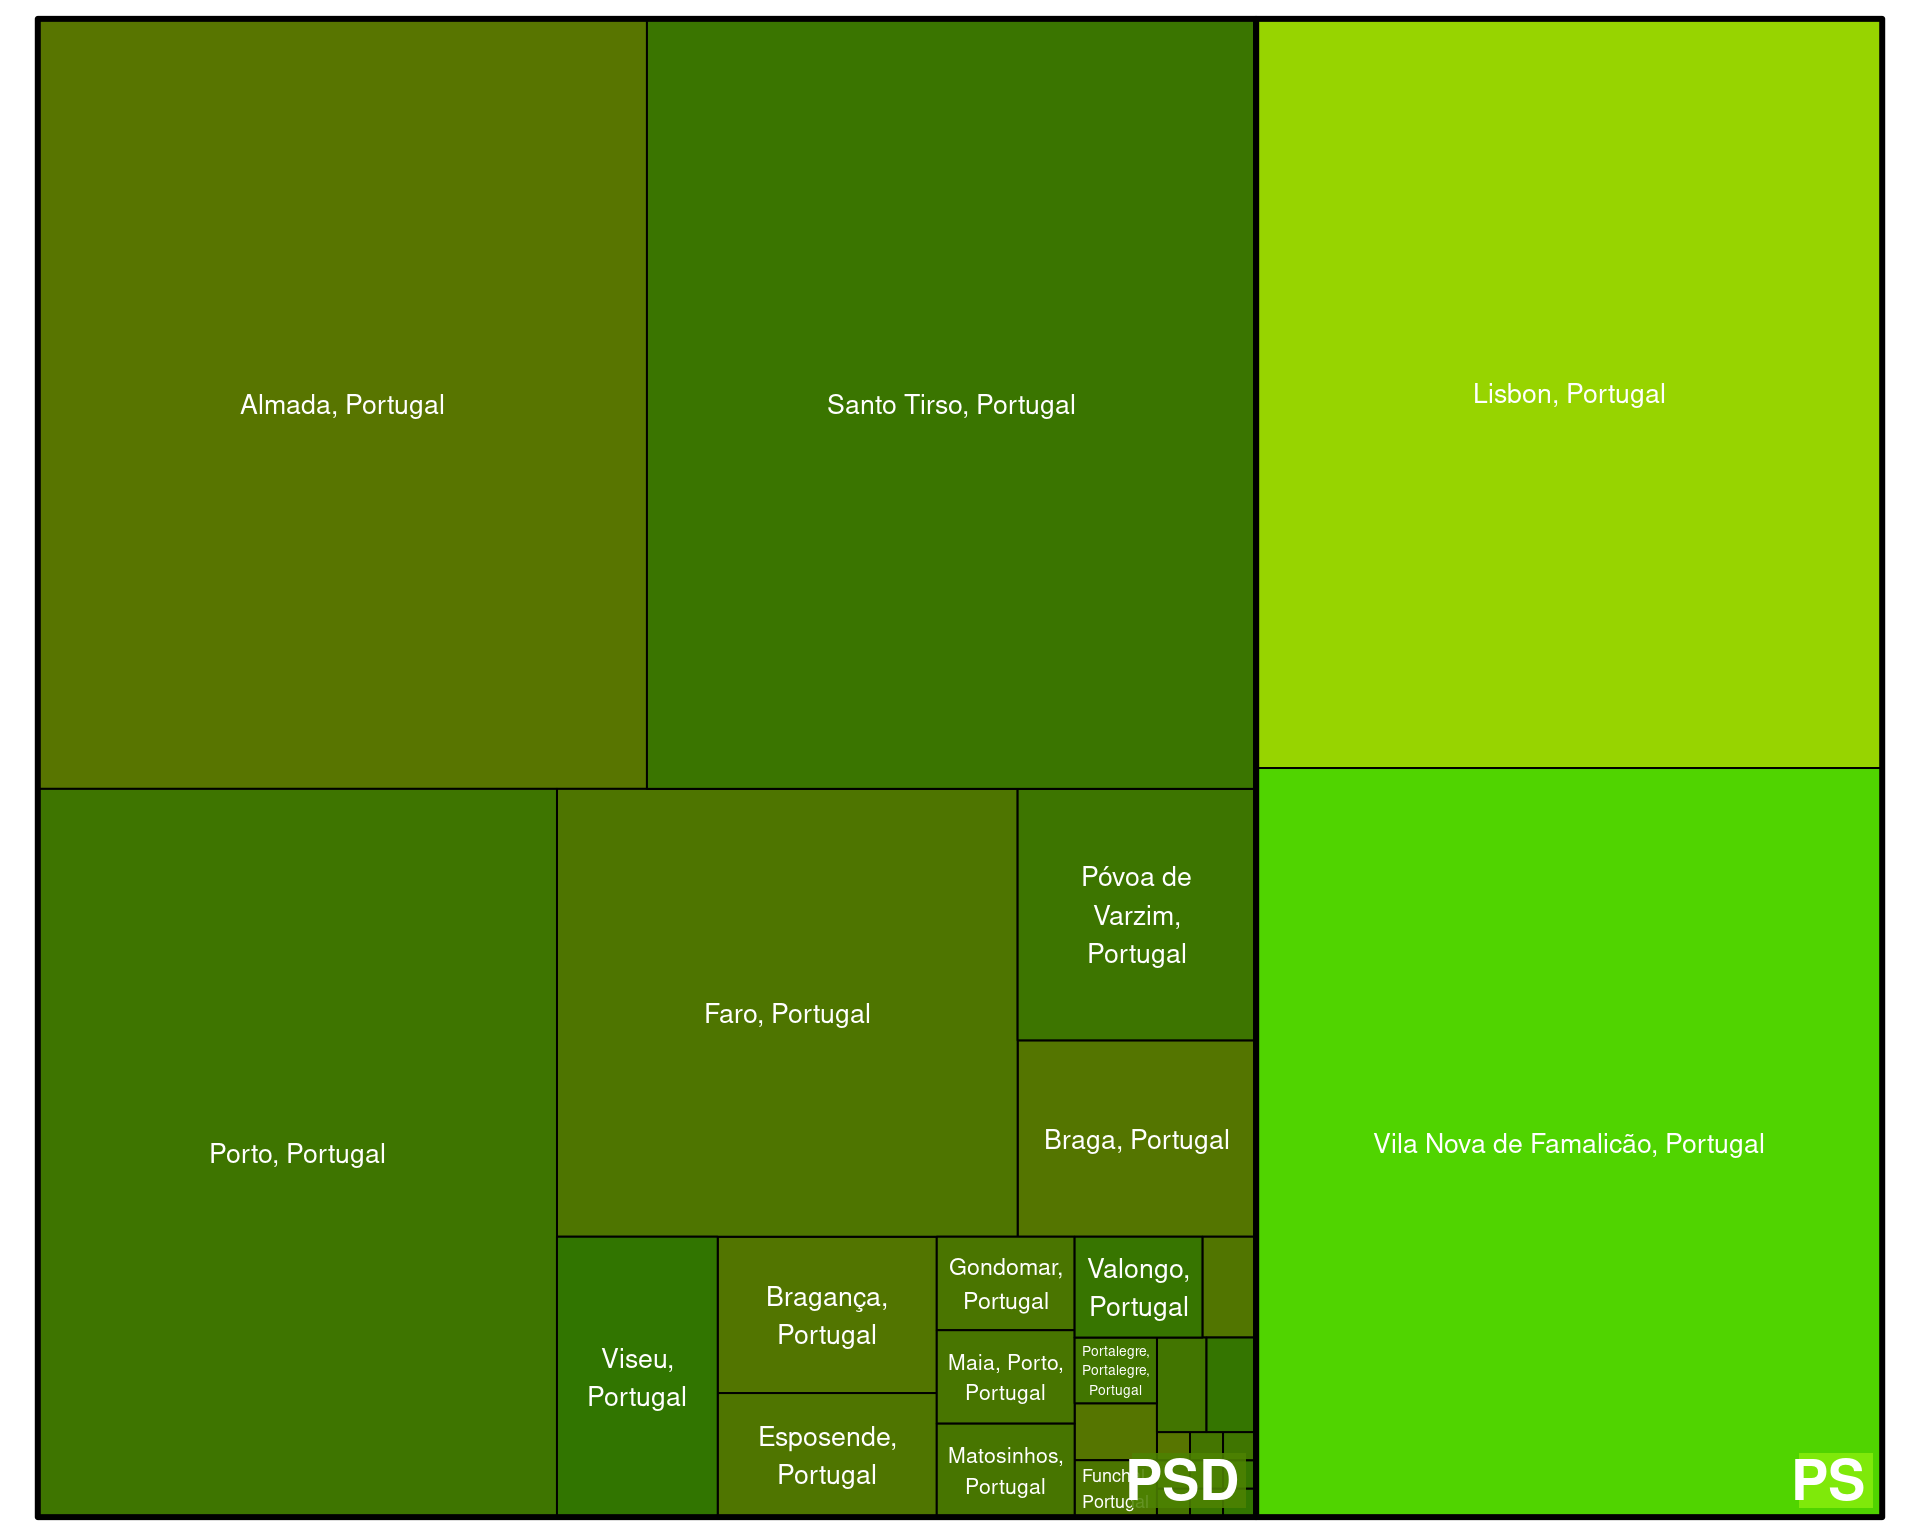 Almada, Portugal
Santo Tirso, Portugal
Lisbon, Portugal
Porto, Portugal
Faro, Portugal
Póvoa de
Varzim,
Portugal
Braga, Portugal
Vila Nova de Famalicão, Portugal
Viseu,
Portugal
Bragança,
Portugal
Esposende,
Portugal
Gondomar,
Portugal
Maia, Porto,
Portugal
Matosinhos,
Portugal
Valongo,
Portugal
Portalegre,
Portalegre,
Portugal
Portugal
PSD
PS